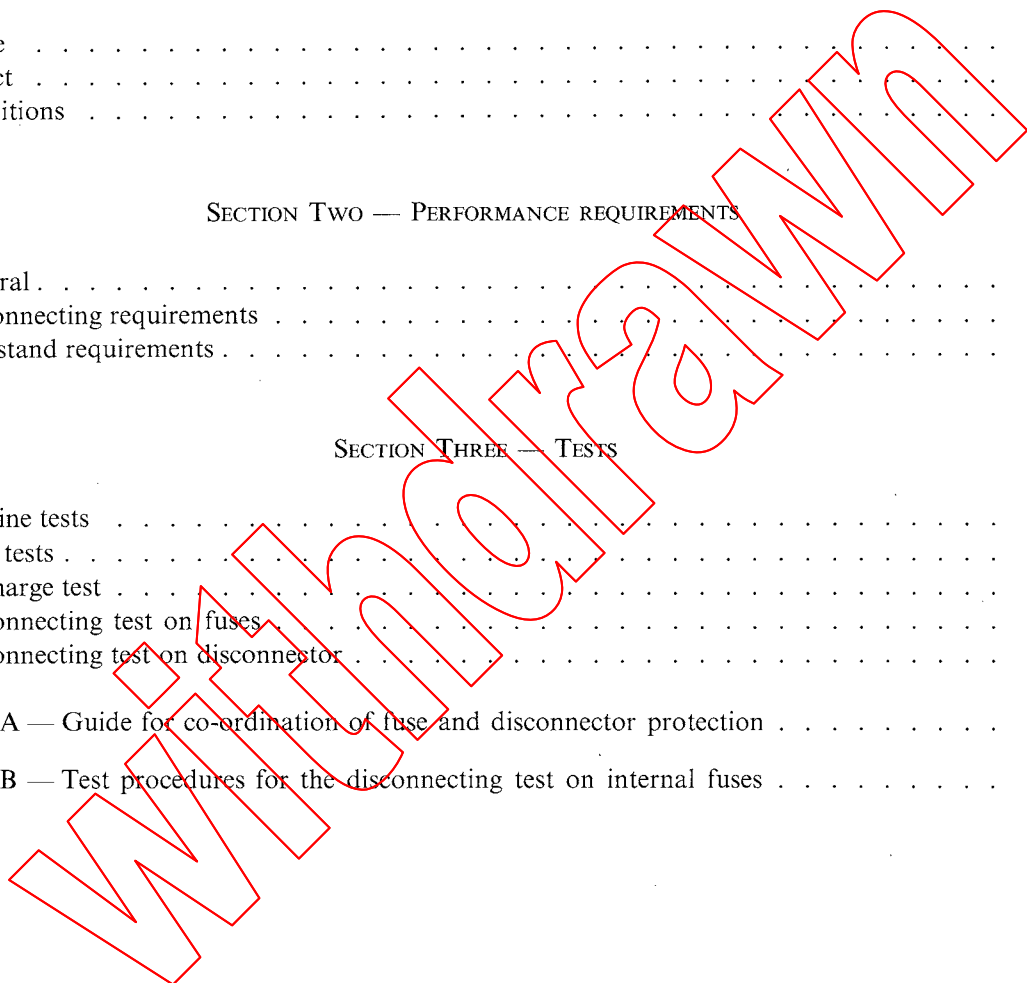 e . . . . . . . . . . . . . . . . . . . . . . . . . . . . . . . . . . . . .
ct . . . . . . . . . . . . . . . . . . . . . . . . . . . . . . . . . . . . .
itions . . . . . . . . . . . . . . . . . . . . . . . . . . . . . . . . . . .
SECTION TWO — PERFORMANCE REQUIREMENTS
ral . . . . . . . . . . . . . . . . . . . . . . . . . . . . . . . . . . . . .
onnecting requirements . . . . . . . . . . . . . . . . . . . . . . . . . . . .
stand requirements . . . . . . . . . . . . . . . . . . . . . . . . . . . . . .
SECTION THREE — TESTS
ine tests . . . . . . . . . . . . . . . . . . . . . . . . . . . . . . . . . .
tests . . . . . . . . . . . . . . . . . . . . . . . . . . . . . . . . . . . .
harge test . . . . . . . . . . . . . . . . . . . . . . . . . . . . . . . . . .
onnecting test on fuses . . . . . . . . . . . . . . . . . . . . . . . . . . .
onnecting test on disconnector . . . . . . . . . . . . . . . . . . . . . . . .
A — Guide for co-ordination of fuse and disconnector protection . . . . . . . . .
B — Test procedures for the disconnecting test on internal fuses . . . . . . . . .
withdrawn